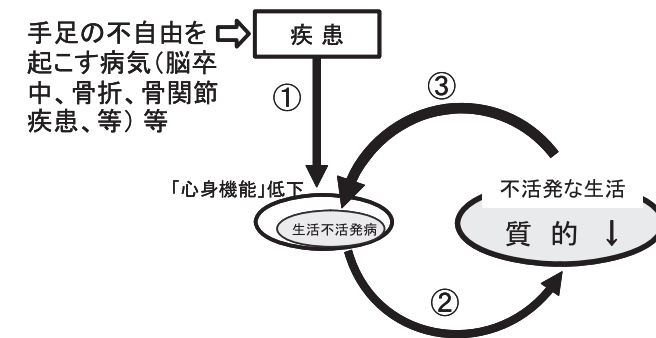 手足の不自由を
起こす病気(脳卒
中、骨折、骨関節
疾患、等)等
疾 患
①
③
「心身機能」低下
生活不活発病
不活発な生活
質 的 ↓
②